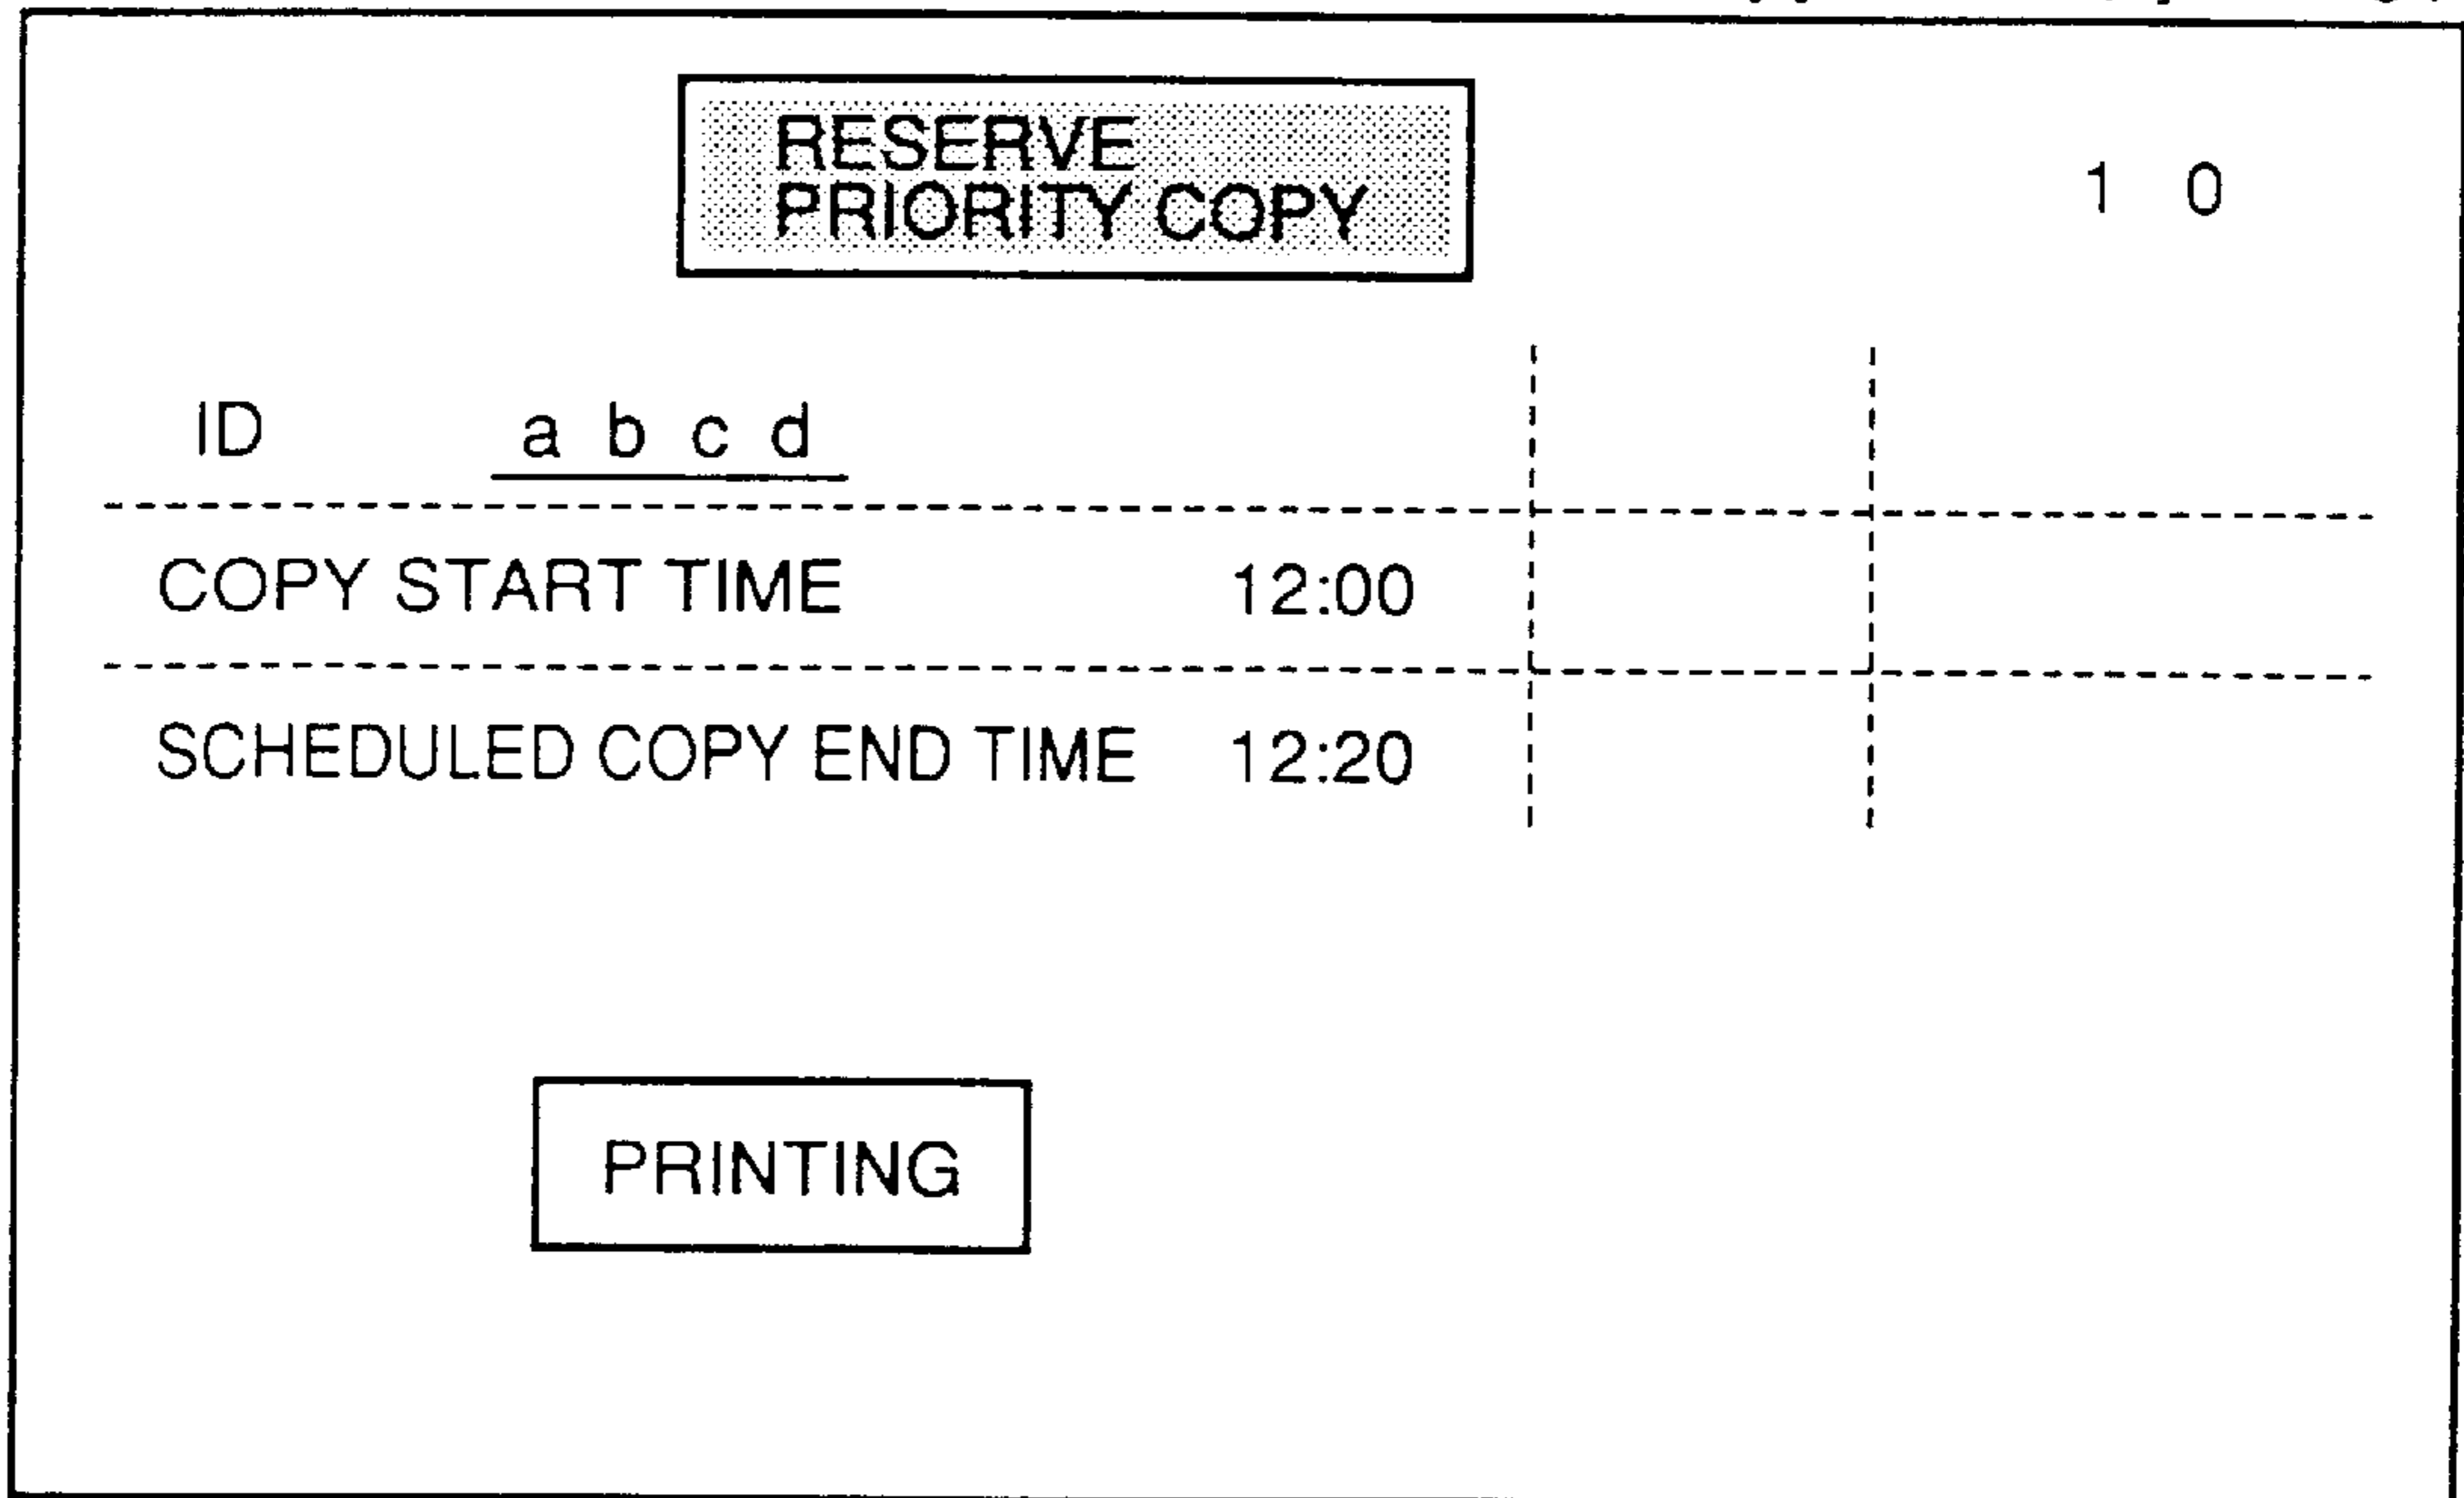 RESERVE
PRIORITY COPY
1 0
ID a b c d
COPY START TIME 12:00
SCHEDULED COPY END TIME 12:20
PRINTING